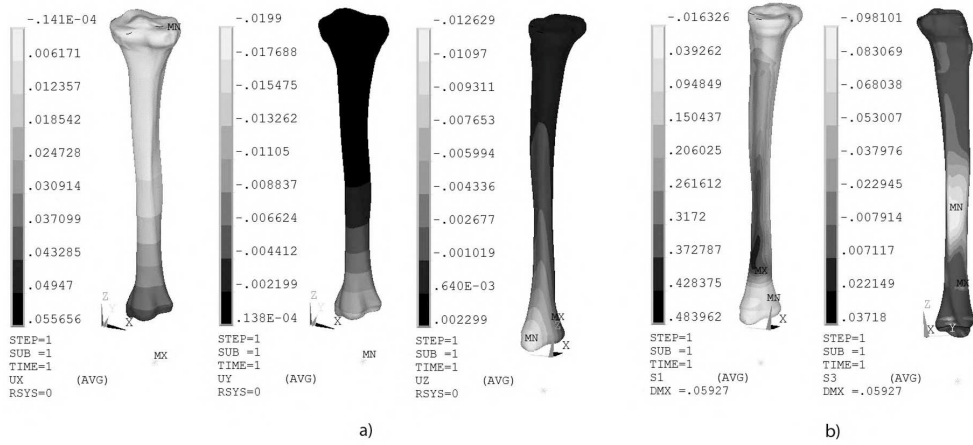 -.141E-04
.006171
.012357
.018542
.024728
.030914
.037099
.043285
.04947
.055656
MN
Z
Y
X
MX
STEP=1
SUB =1
TIME=1
UX (AVG)
RSYS=0
-.0199
-.017688
-.015475
-.013262
-.01105
-.008837
-.006624
-.004412
-.002199
.138E-04
Z
X
MN
STEP=1
SUB =1
TIME=1
UY (AVG)
RSYS=0
-.012629
-.01097
-.009311
-.007653
-.005994
-.004336
-.002677
-.001019
.640E-03
.002299
MX
MN
X
STEP=1
SUB =1
TIME=1
UZ (AVG)
RSYS=0
a)
-.016326
.039262
.094849
.150437
.206025
.261612
.3172
.372787
.428375
.483962
MX
MN
Z
X
STEP=1
SUB =1
TIME=1
S1 (AVG)
DMX =.05927
-.098101
-.083069
-.068038
-.053007
-.037976
-.022945
-.007914
.007117
.022149
.03718
MN
MX
Z
X
Y
STEP=1
SUB =1
TIME=1
S3 (AVG)
DMX =.05927
b)